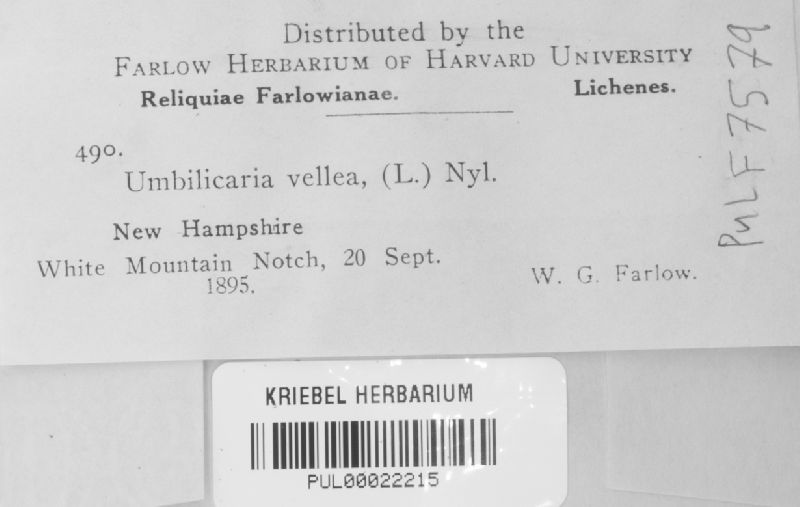 Distributed by the
FARLOW HERBARIUM OF HARVARD UNIVERSITY
Reliquiae Farlowianae. Lichenes.
490.
Umbilicaria vellea, (L.) Nyl.
New Hampshire
White Mountain Notch, 20 Sept.
1895.
W. G. Farlow.
PULF 7579
KRIEBEL HERBARIUM
PUL00022215